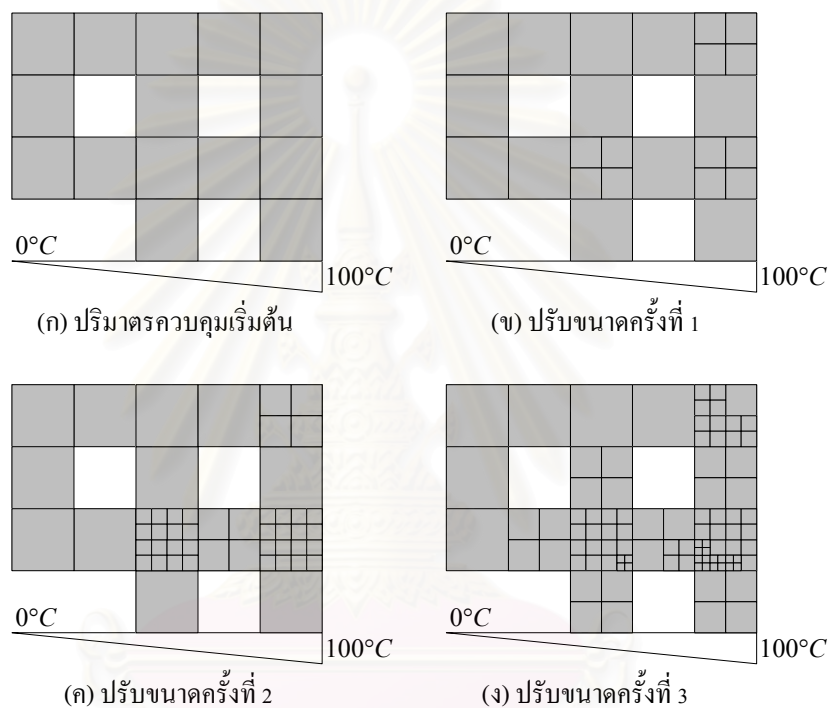 0°C
100°C
(ก) ปริมาตรควบคุมเริ่มต้น
0°C
100°C
(ข) ปรับขนาดครั้งที่ 1
0°C
100°C
(ค) ปรับขนาดครั้งที่ 2
0°C
100°C
(ง) ปรับขนาดครั้งที่ 3